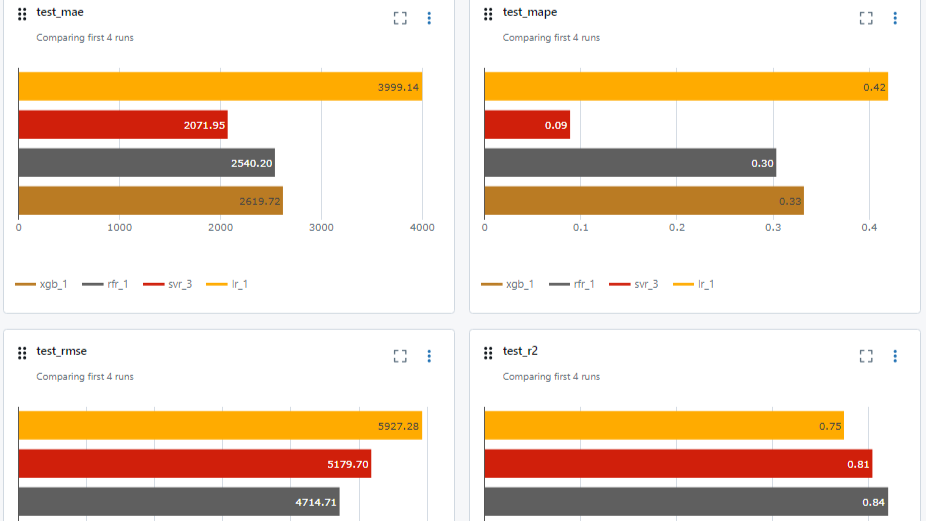 test_mae
Comparing first 4 runs
3999.14
2071.95
2540.20
2619.72
0 1000 2000 3000 4000
xgb_1 rfr_1 svr_3 lr_1
test_mape
Comparing first 4 runs
0.42
0.09
0.30
0.33
0 0.1 0.2 0.3 0.4
xgb_1 rfr_1 svr_3 lr_1
test_rmse
Comparing first 4 runs
5927.28
5179.70
4714.71
test_r2
Comparing first 4 runs
0.75
0.81
0.84